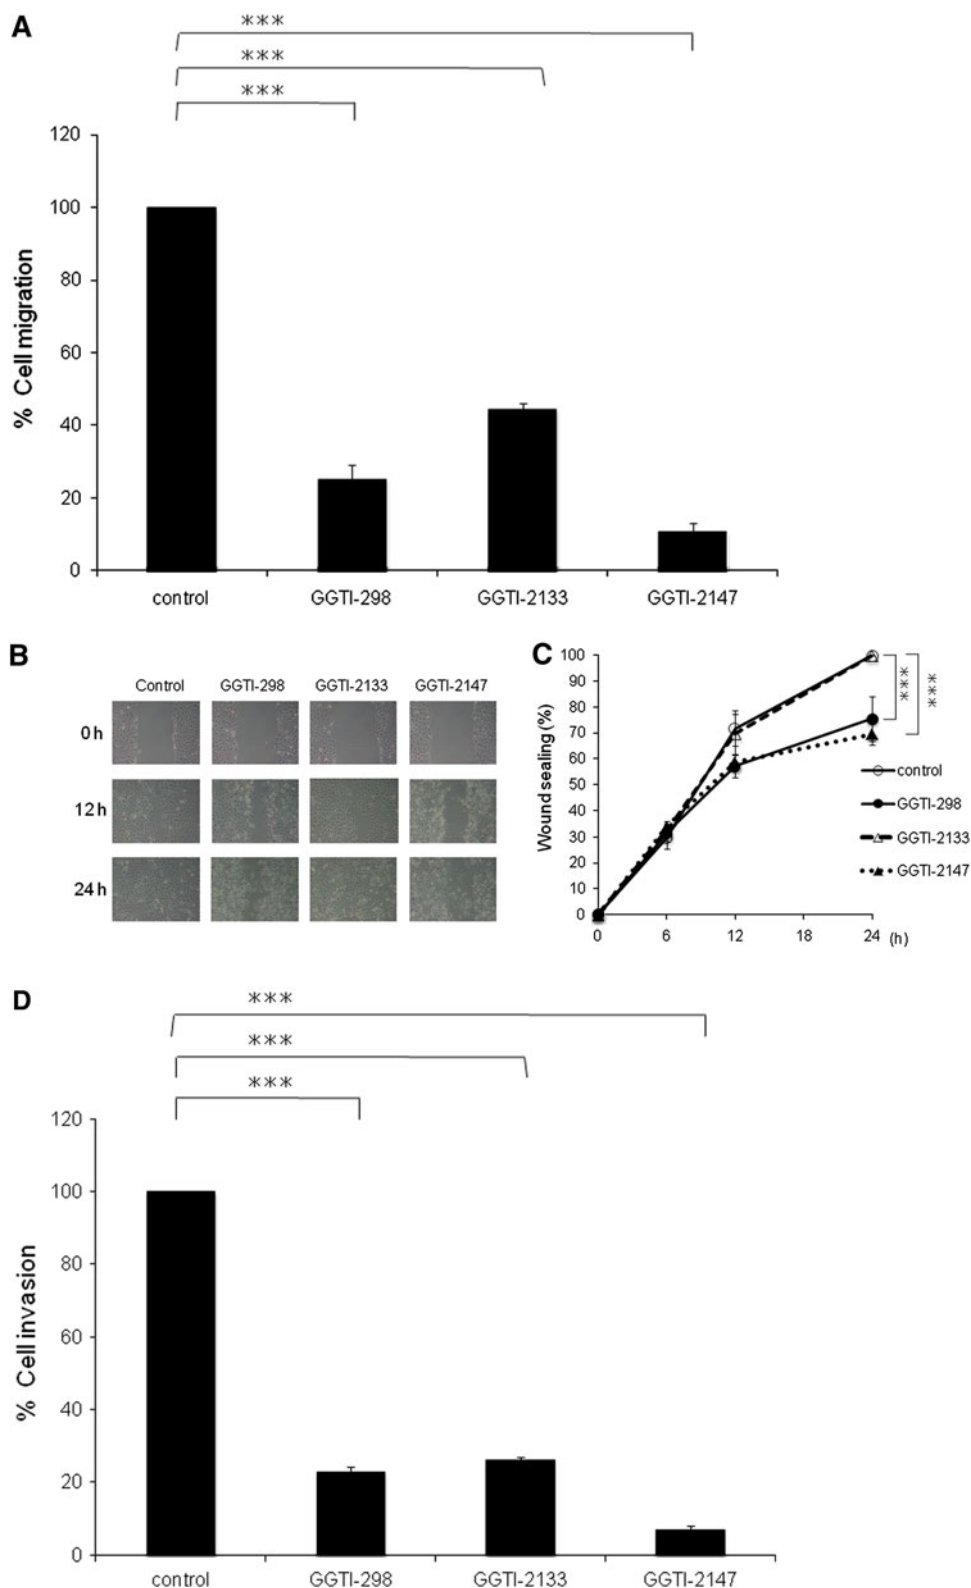 A
***
***
***
120
100
80
60
40
20
0
% Cell migration
control GGTI-298 GGTI-2133 GGTI-2147
B
Control GGTI-298 GGTI-2133 GGTI-2147
0 h
12 h
24 h
C
100
90
80
70
60
50
40
30
20
10
0
Wound sealing (%)
0 6 12 18 24 (h)
***
***
control
GGTI-298
GGTI-2133
GGTI-2147
D
***
***
***
120
100
80
60
40
20
0
% Cell invasion
control GGTI-298 GGTI-2133 GGTI-2147